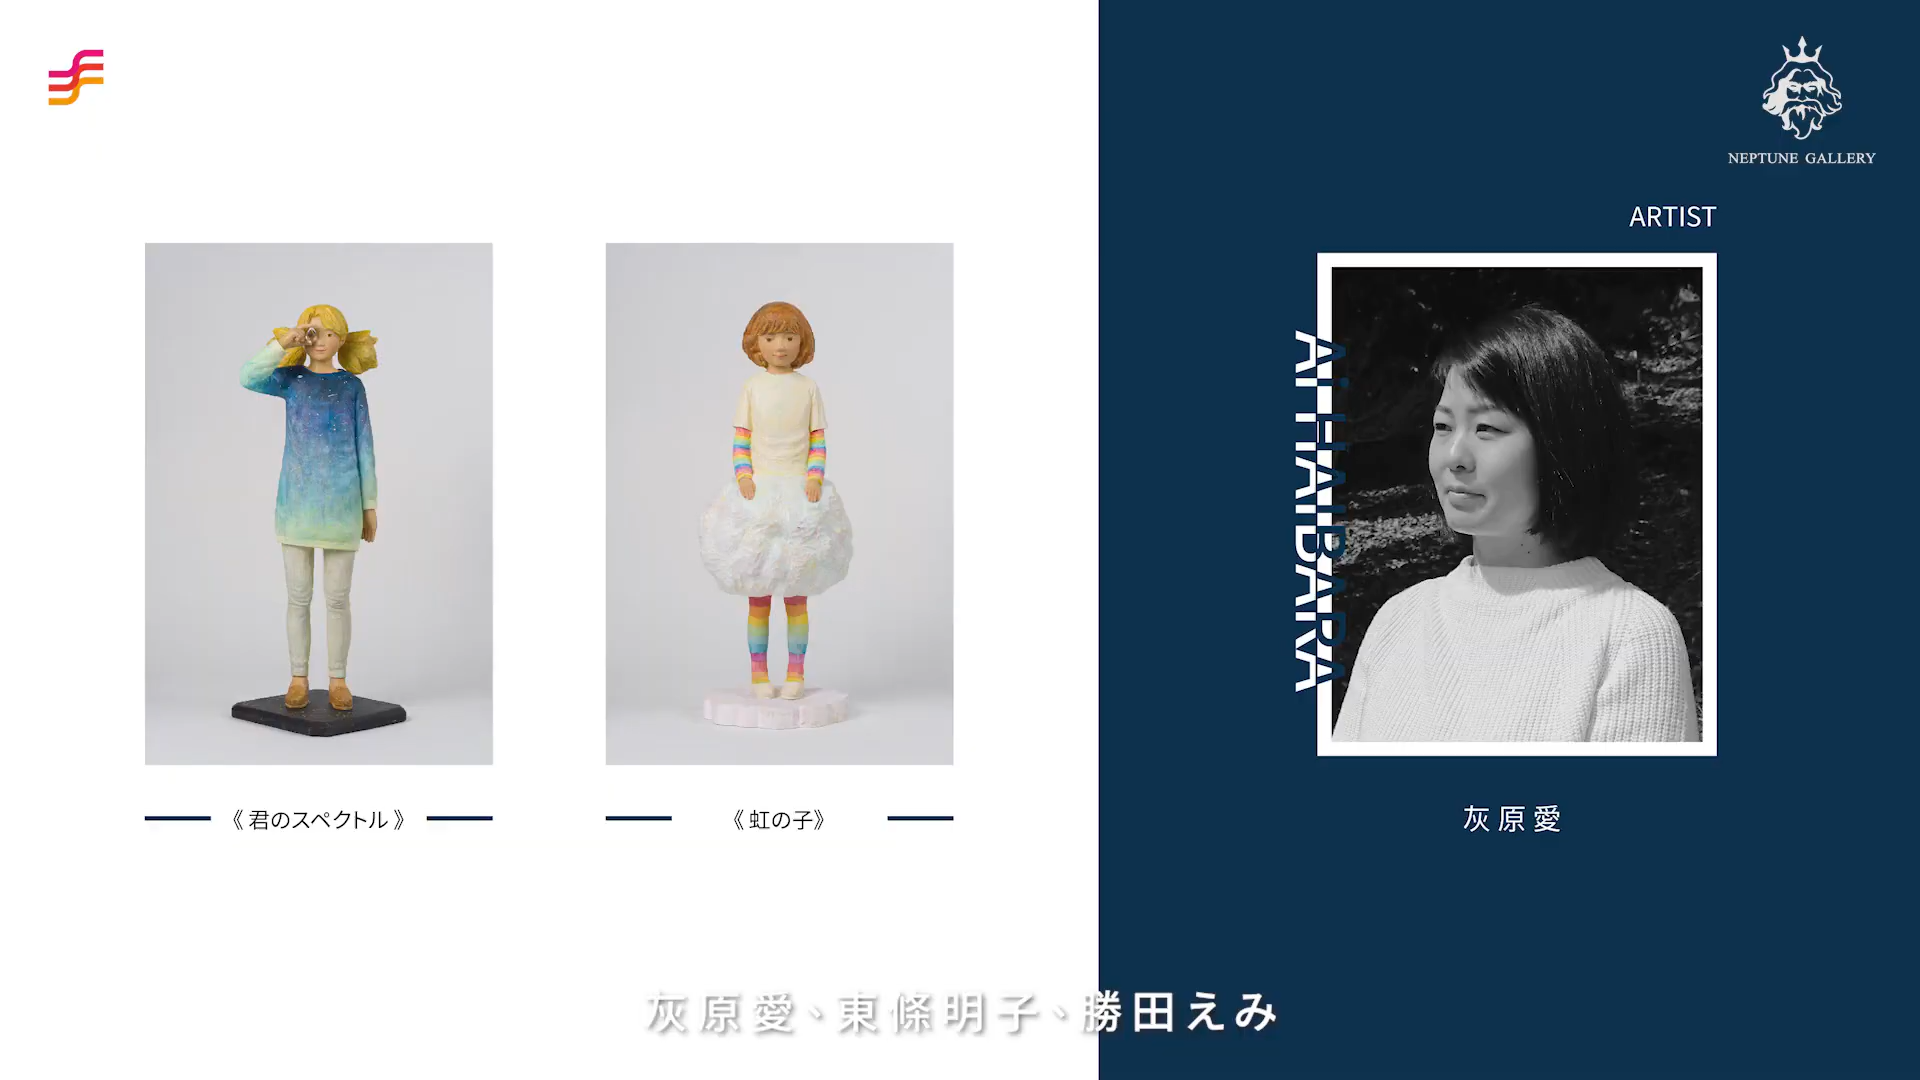 NEPTUNE GALLERY
ARTIST
Ai HAIBARA
《 君のスペクトル 》
《 虹の子》
灰原愛
灰原愛、東條明子、勝田えみ